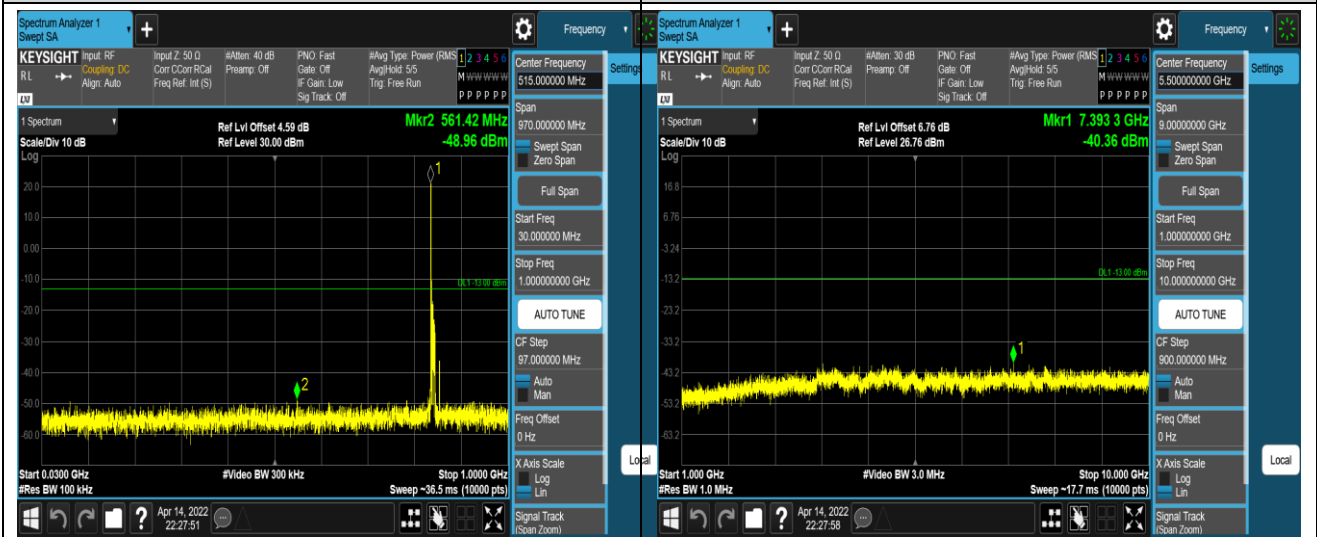 Spectrum Analyzer 1
Swept SA
+
Frequency
KEYSIGHT
RL
LXI
Input: RF
Coupling: DC
Align: Auto
Input Z: 50 Ω
Corr CCorr RCal
Freq Ref: Int (S)
#Atten: 40 dB
Preamp: Off
PNO: Fast
Gate: Off
IF Gain: Low
Sig Track: Off
#Avg Type: Power (RMS
Avg|Hold: 5/5
Trig: Free Run
1 2 3 4 5 6
M W W W W W
P P P P P P
1 Spectrum
Scale/Div 10 dB
Log
Ref Lvl Offset 4.59 dB
Ref Level 30.00 dBm
Mkr2 561.42 MHz
-48.96 dBm
20.0
10.0
0.00
-10.0
-20.0
-30.0
-40.0
-50.0
-60.0
1
DL1 -13.00 dBm
2
Start 0.0300 GHz
#Res BW 100 kHz
#Video BW 300 kHz
Stop 1.0000 GHz
Sweep ~36.5 ms (10000 pts)
Apr 14, 2022
22:27:51
?
Center Frequency
515.000000 MHz
Settings
Span
970.000000 MHz
Swept Span
Zero Span
Full Span
Start Freq
30.000000 MHz
Stop Freq
1.000000000 GHz
AUTO TUNE
CF Step
97.000000 MHz
Auto
Man
Freq Offset
0 Hz
X Axis Scale
Log
Lin
Signal Track
(Span Zoom)
Local
Spectrum Analyzer 1
Swept SA
+
Frequency
KEYSIGHT
RL
LXI
Input: RF
Coupling: DC
Align: Auto
Input Z: 50 Ω
Corr CCorr RCal
Freq Ref: Int (S)
#Atten: 30 dB
Preamp: Off
PNO: Fast
Gate: Off
IF Gain: Low
Sig Track: Off
#Avg Type: Power (RMS
Avg|Hold: 5/5
Trig: Free Run
1 2 3 4 5 6
M W W W W W
P P P P P P
1 Spectrum
Scale/Div 10 dB
Log
Ref Lvl Offset 6.76 dB
Ref Level 26.76 dBm
Mkr1 7.393 3 GHz
-40.36 dBm
16.8
6.76
-3.24
-13.2
-23.2
-33.2
-43.2
-53.2
-63.2
DL1 -13.00 dBm
1
Start 1.000 GHz
#Res BW 1.0 MHz
#Video BW 3.0 MHz
Stop 10.000 GHz
Sweep ~17.7 ms (10000 pts)
Apr 14, 2022
22:27:58
?
Center Frequency
5.500000000 GHz
Settings
Span
9.00000000 GHz
Swept Span
Zero Span
Full Span
Start Freq
1.000000000 GHz
Stop Freq
10.000000000 GHz
AUTO TUNE
CF Step
900.000000 MHz
Auto
Man
Freq Offset
0 Hz
X Axis Scale
Log
Lin
Signal Track
(Span Zoom)
Local